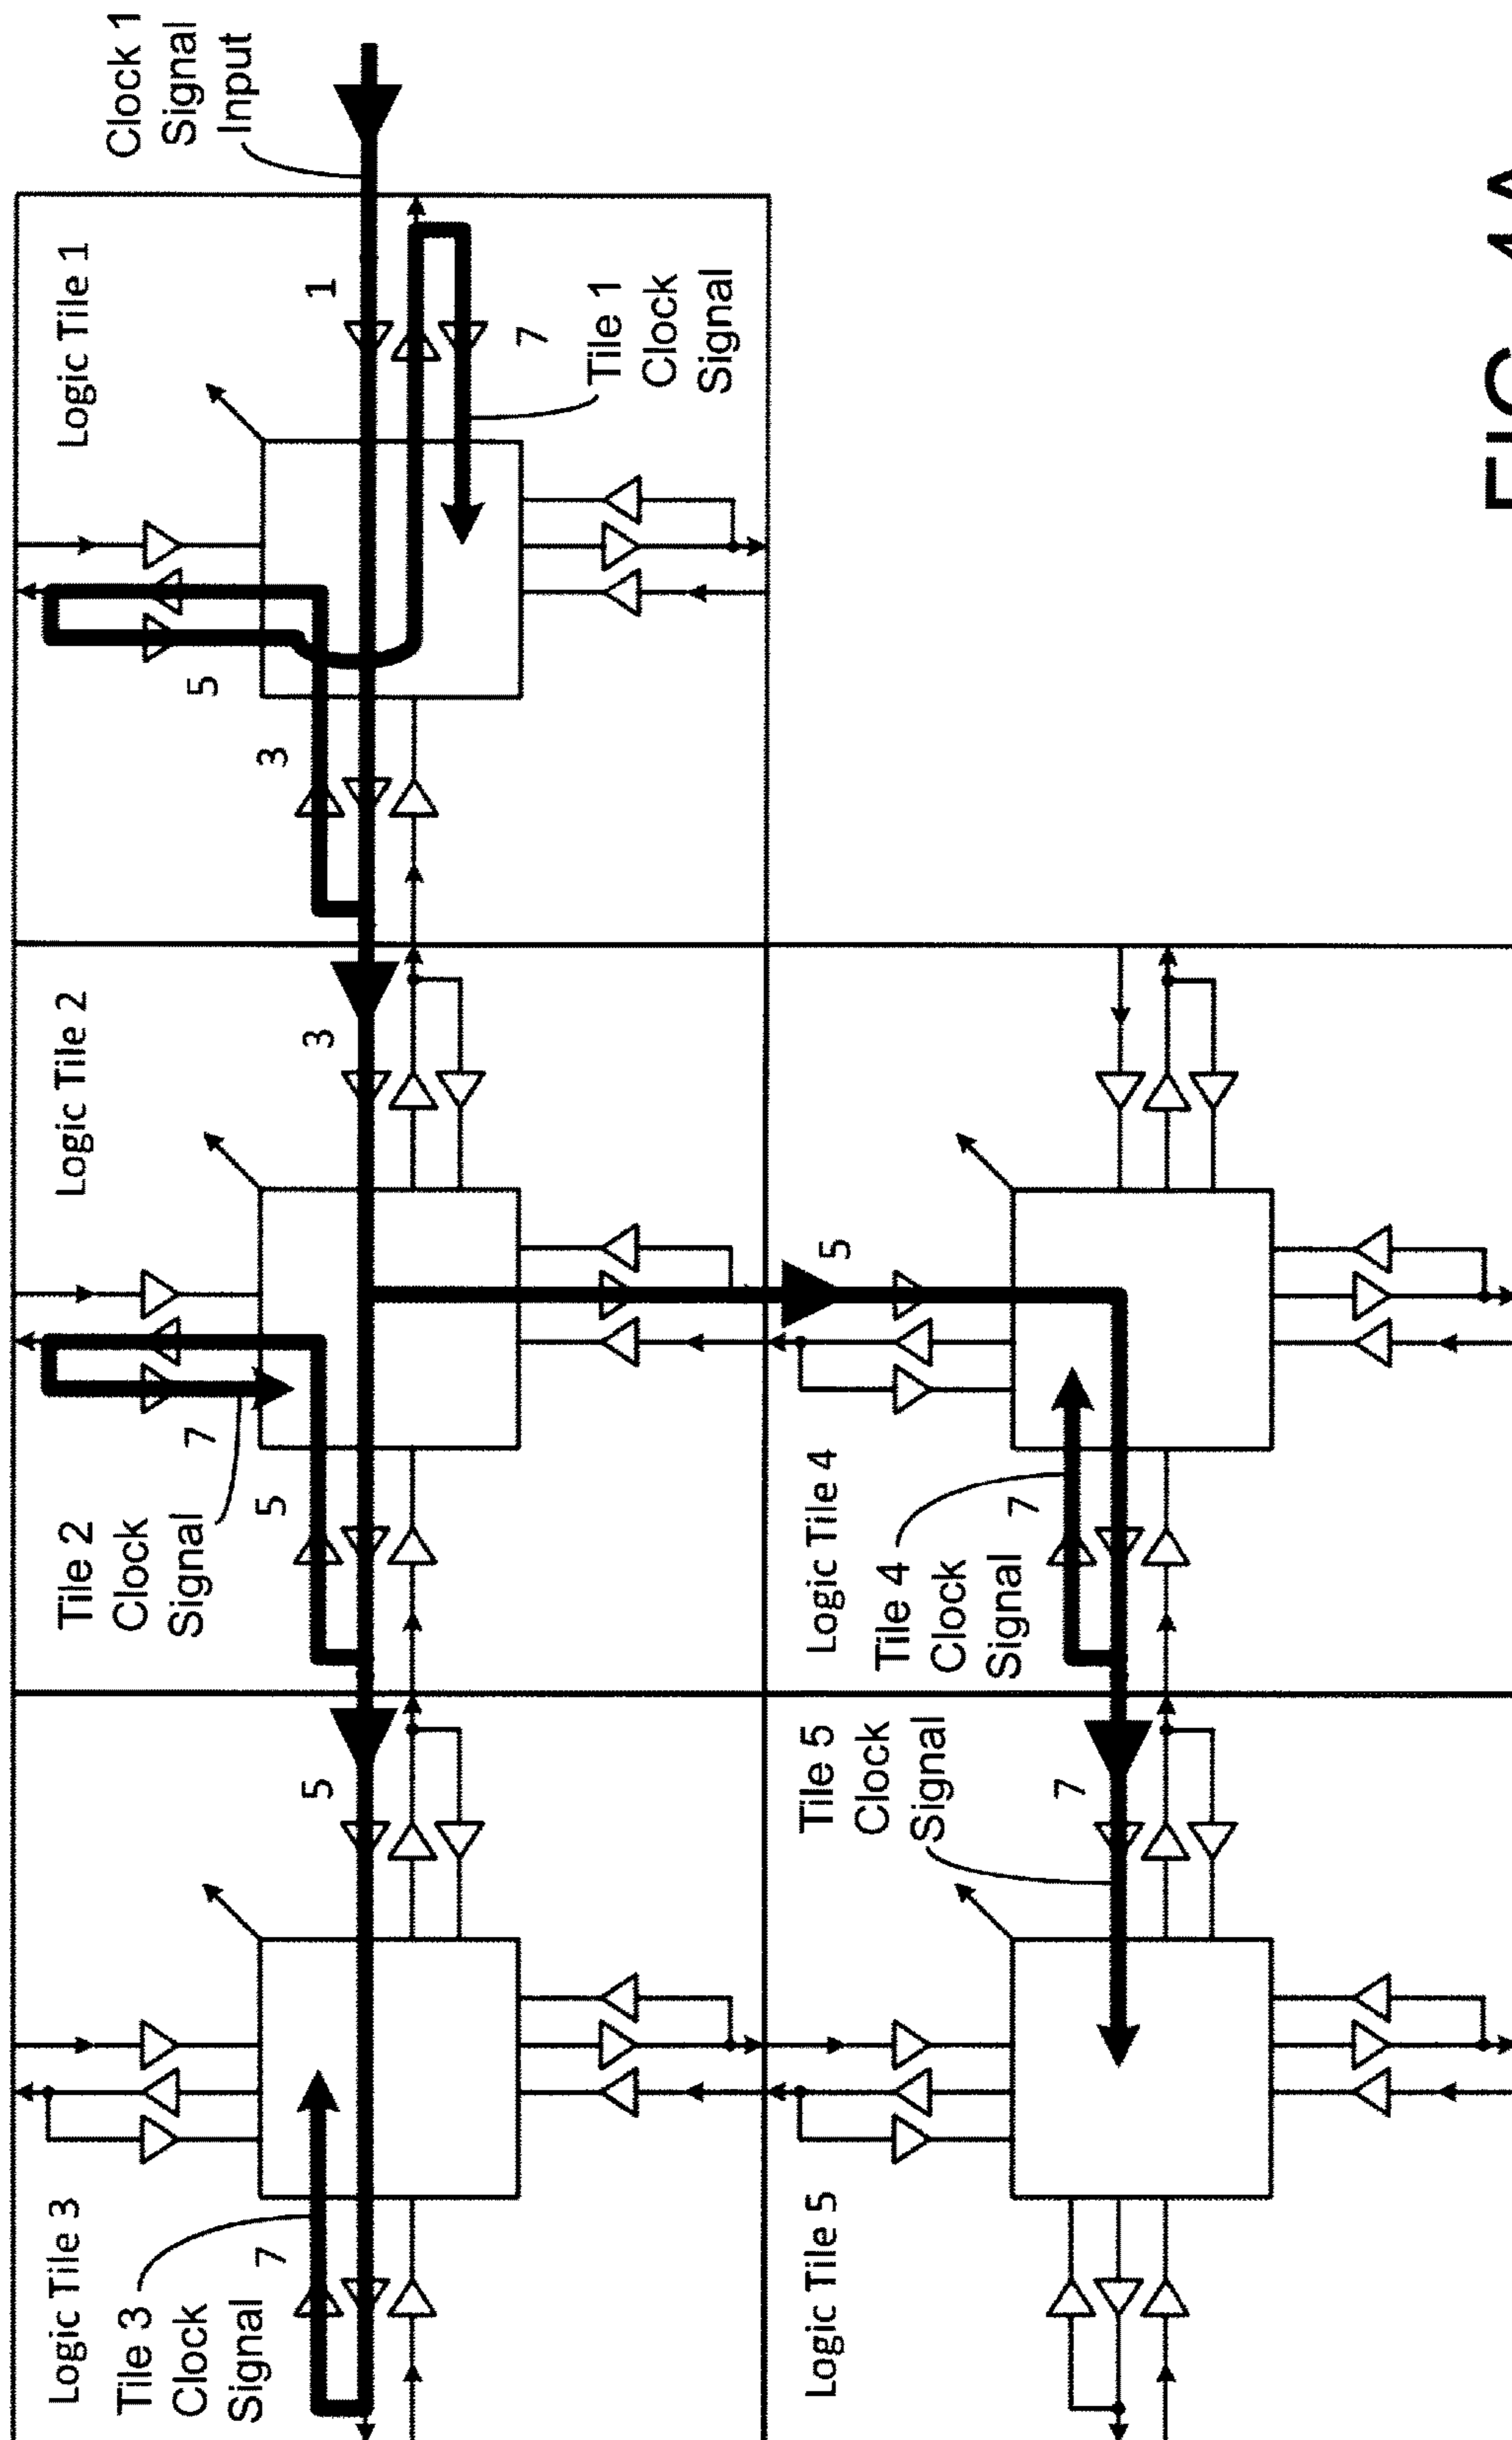 Logic Tile 3
Tile 3
Clock
Signal
7
5
Logic Tile 2
Tile 2
Clock
Signal
7
5
3
Logic Tile 1
5
3
1
7
Tile 1
Clock
Signal
Clock 1
Signal
Input
Logic Tile 5
Tile 5
Clock
Signal
7
Logic Tile 4
Tile 4
Clock
Signal
7
5
FIG. 4A